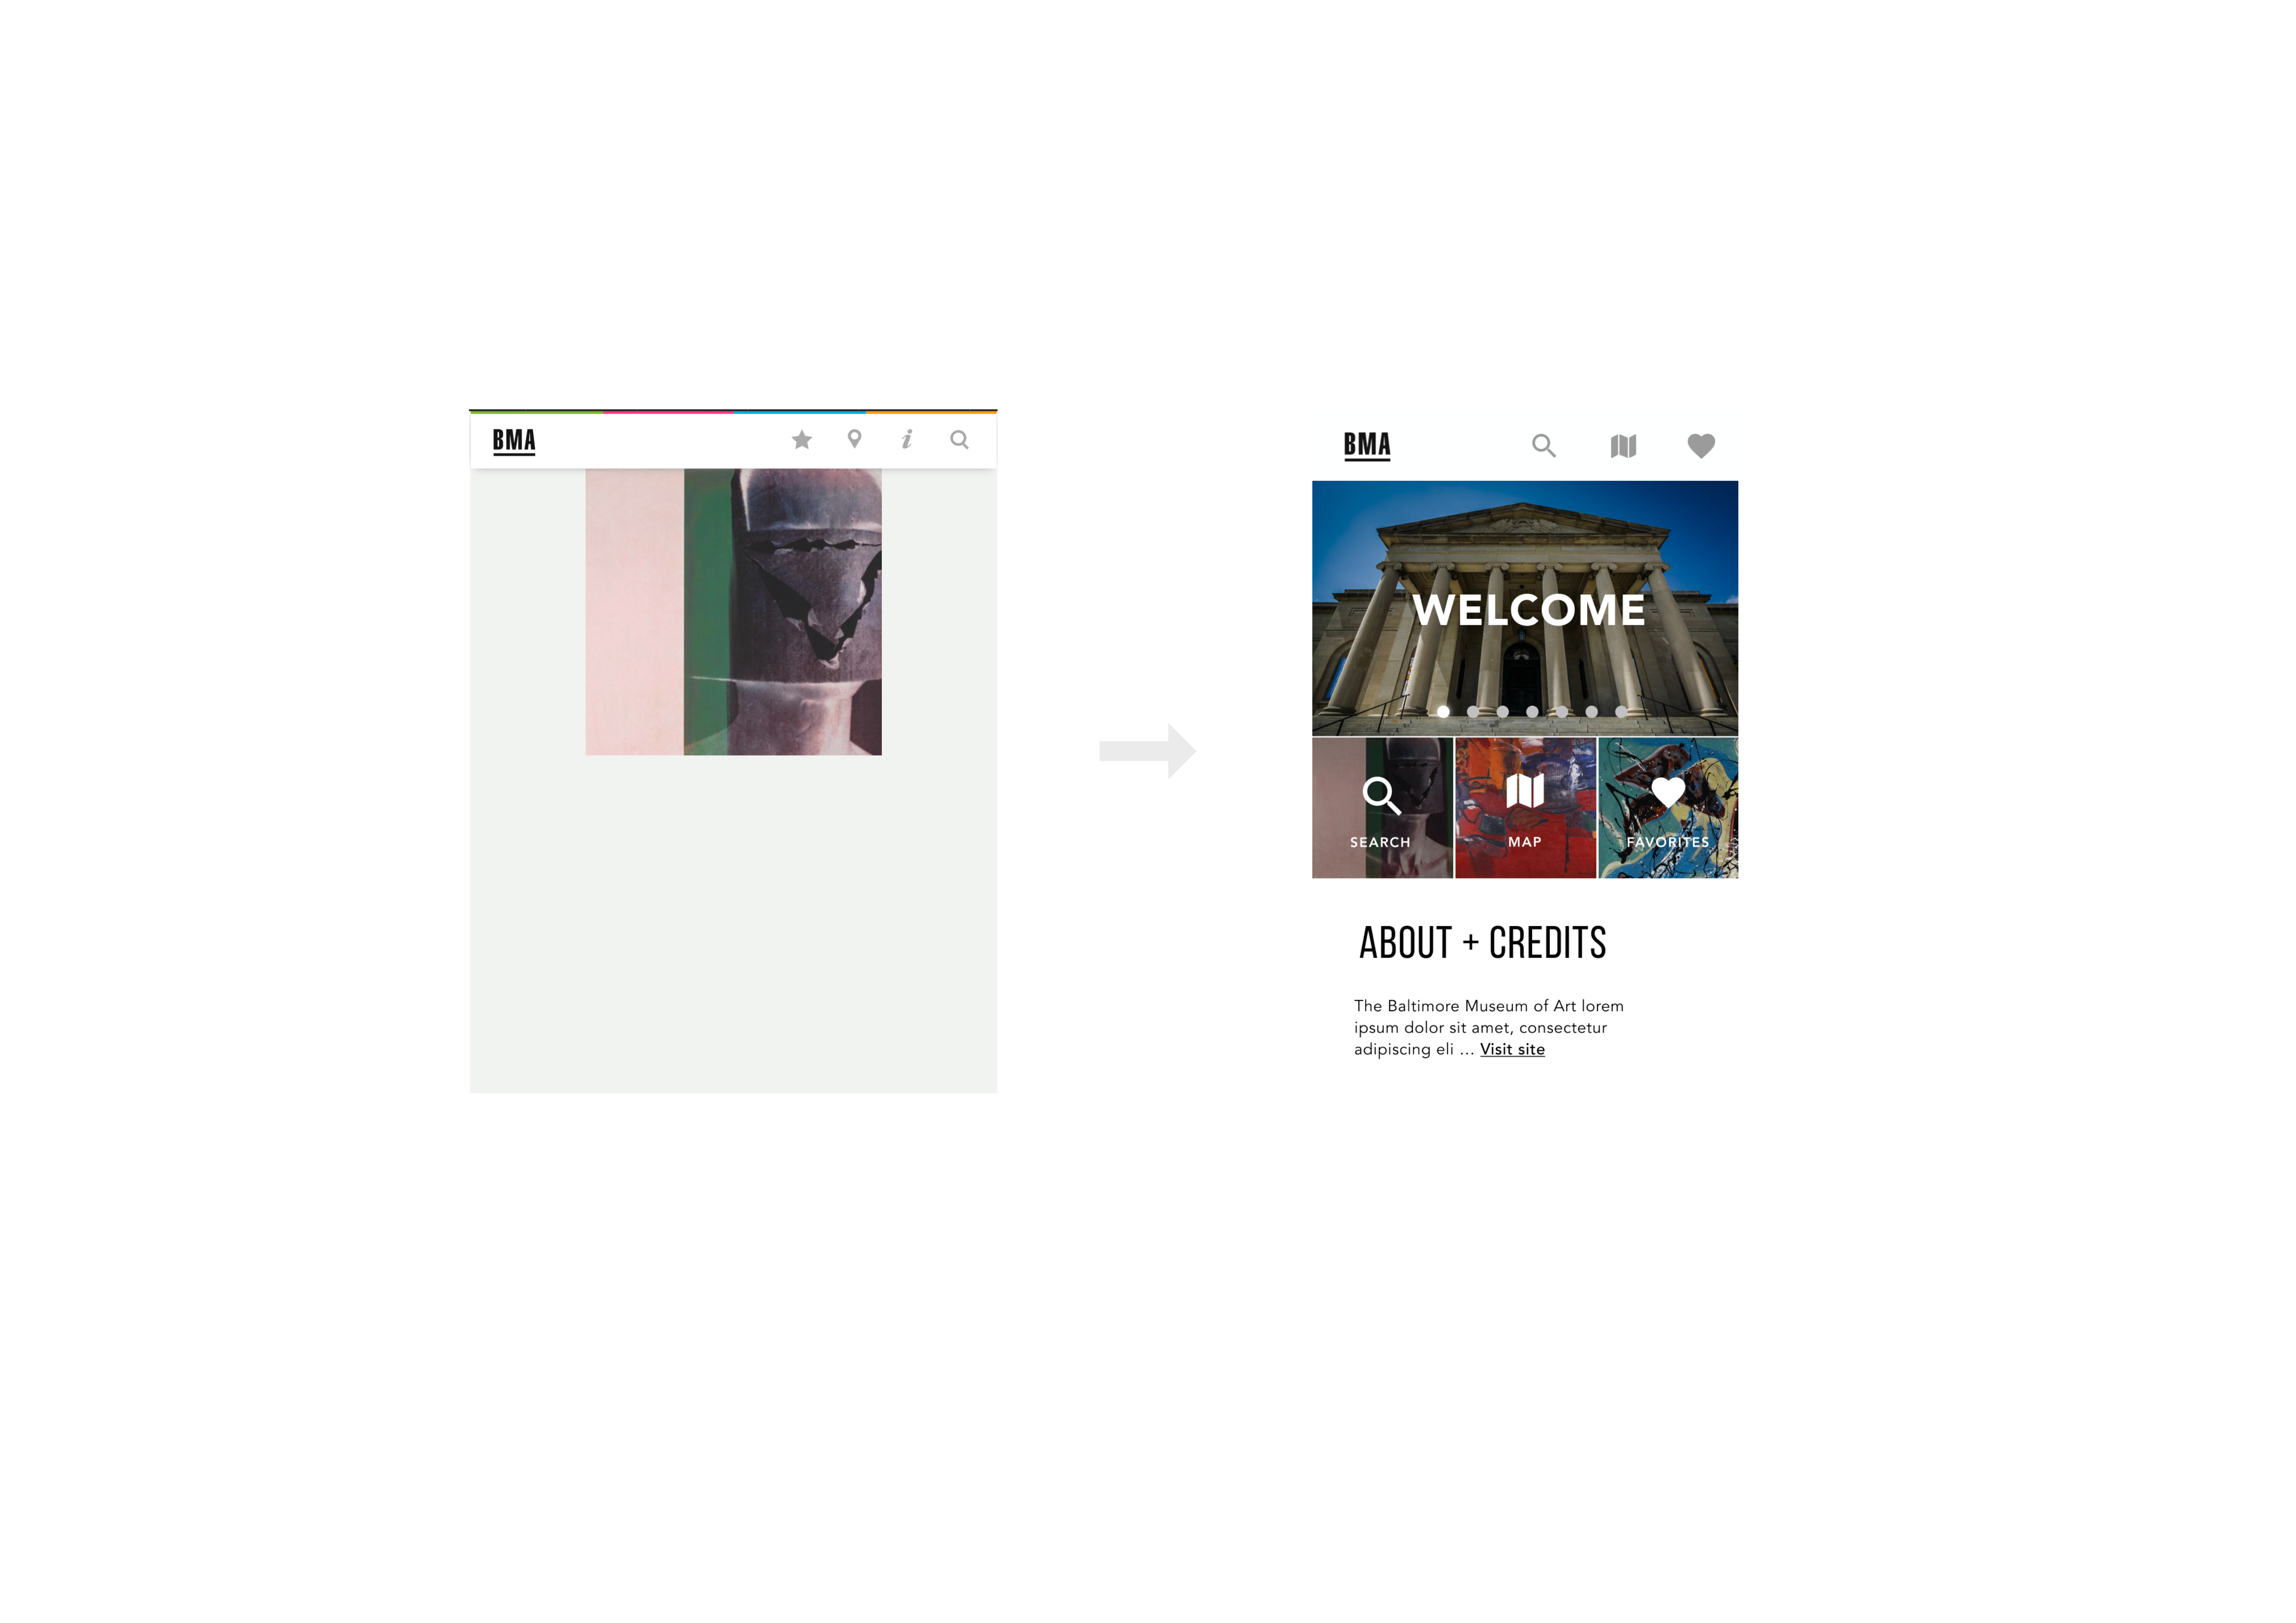 BMA
BMA
WELCOME
SEARCH
MAP
FAVORITES
ABOUT + CREDITS
The Baltimore Museum of Art lorem
ipsum dolor sit amet, consectetur
adipiscing eli ... Visit site